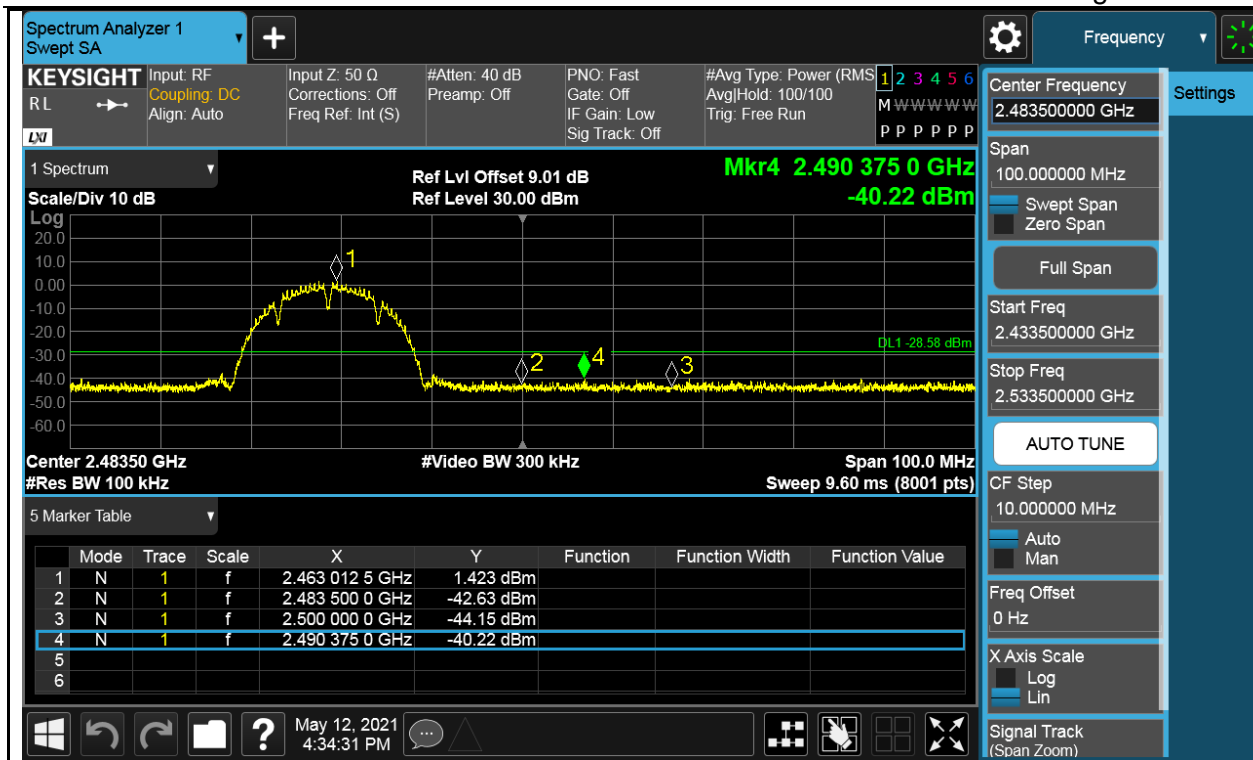 Spectrum Analyzer 1
Swept SA
+
Frequency
KEYSIGHT
RL
LXI
Input: RF
Coupling: DC
Align: Auto
Input Z: 50 Ω
Corrections: Off
Freq Ref: Int (S)
#Atten: 40 dB
Preamp: Off
PNO: Fast
Gate: Off
IF Gain: Low
Sig Track: Off
#Avg Type: Power (RMS
Avg|Hold: 100/100
Trig: Free Run
1 2 3 4 5 6
M W W W W W
P P P P P P
1 Spectrum
Scale/Div 10 dB
Ref Lvl Offset 9.01 dB
Ref Level 30.00 dBm
Mkr4 2.490 375 0 GHz
-40.22 dBm
Log
20.0
10.0
0.00
-10.0
-20.0
-30.0
-40.0
-50.0
-60.0
1
2
4
3
DL1 -28.58 dBm
Center 2.48350 GHz
#Res BW 100 kHz
#Video BW 300 kHz
Span 100.0 MHz
Sweep 9.60 ms (8001 pts)
5 Marker Table
Mode Trace Scale X Y Function Function Width Function Value
1 N 1 f 2.463 012 5 GHz 1.423 dBm
2 N 1 f 2.483 500 0 GHz -42.63 dBm
3 N 1 f 2.500 000 0 GHz -44.15 dBm
4 N 1 f 2.490 375 0 GHz -40.22 dBm
5
6
?
May 12, 2021
4:34:31 PM
Center Frequency
2.483500000 GHz
Settings
Span
100.000000 MHz
Swept Span
Zero Span
Full Span
Start Freq
2.433500000 GHz
Stop Freq
2.533500000 GHz
AUTO TUNE
CF Step
10.000000 MHz
Auto
Man
Freq Offset
0 Hz
X Axis Scale
Log
Lin
Signal Track
(Span Zoom)